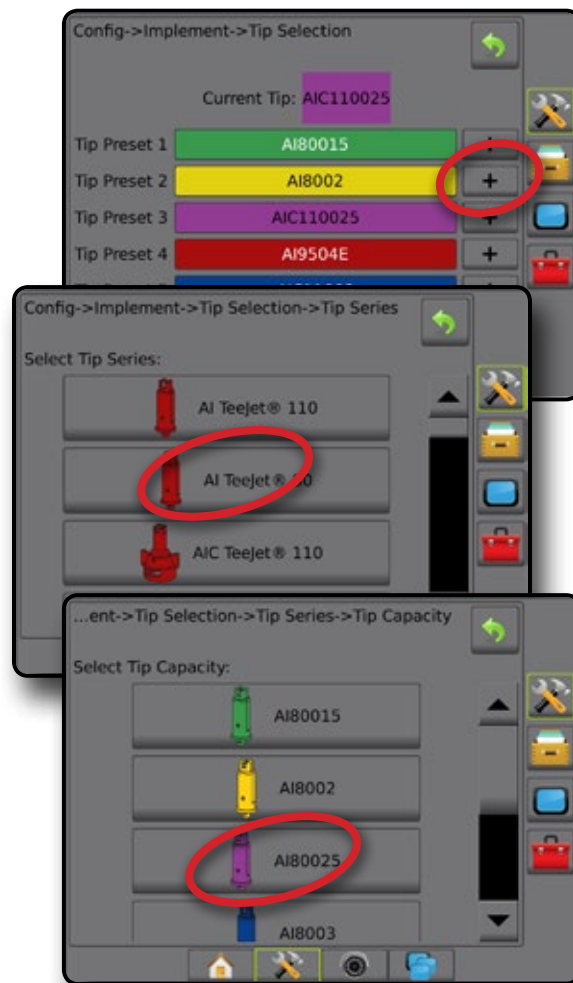 Config->Implement->Tip Selection
Current Tip: AIC110025
Tip Preset 1 AI80015 +
Tip Preset 2 AI8002 +
Tip Preset 3 AIC110025 +
Tip Preset 4 AI9504E +
Config->Implement->Tip Selection->Tip Series
Select Tip Series:
AI TeeJet® 110
AI TeeJet® 80
AIC TeeJet® 110
...ent->Tip Selection->Tip Series->Tip Capacity
Select Tip Capacity:
AI80015
AI8002
AI80025
AI8003